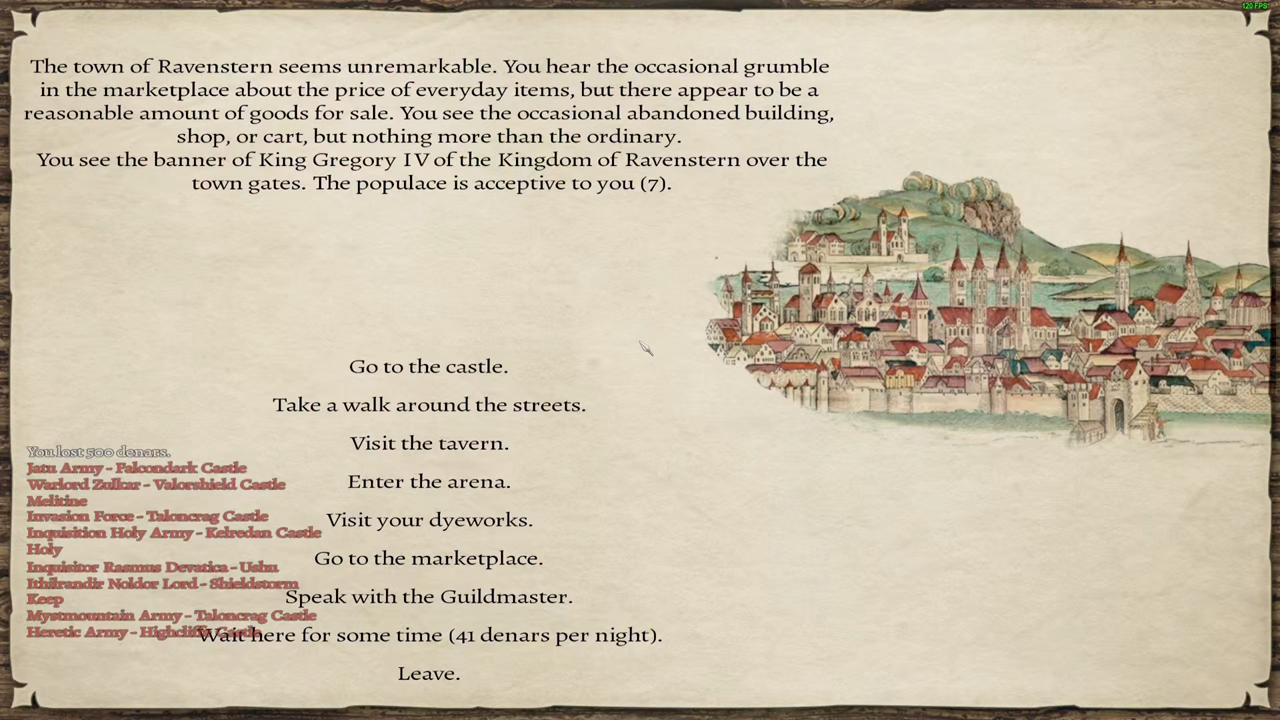 120 FPS
The town of Ravenstern seems unremarkable. You hear the occasional grumble
in the marketplace about the price of everyday items, but there appear to be a
reasonable amount of goods for sale. You see the occasional abandoned building,
shop, or cart, but nothing more than the ordinary.
You see the banner of King Gregory IV of the Kingdom of Ravenstern over the
town gates. The populace is acceptive to you (7).
Go to the castle.
Take a walk around the streets.
Visit the tavern.
Enter the arena.
Visit your dyeworks.
Go to the marketplace.
Speak with the Guildmaster.
Wait here for some time (41 denars per night).
Leave.
You lost 500 denars.
Jatu Army - Falcondark Castle
Warlord Zulkar - Valorshield Castle
Melitine
Invasion Force - Taloncrag Castle
Inquisition Holy Army - Kelredan Castle
Holy
Inquisitor Rasmus Devatica - Ushu
Ithilrandir Noldor Lord - Shieldstorm
Keep
Mystmountain Army - Taloncrag Castle
Heretic Army - Highcliffe Castle